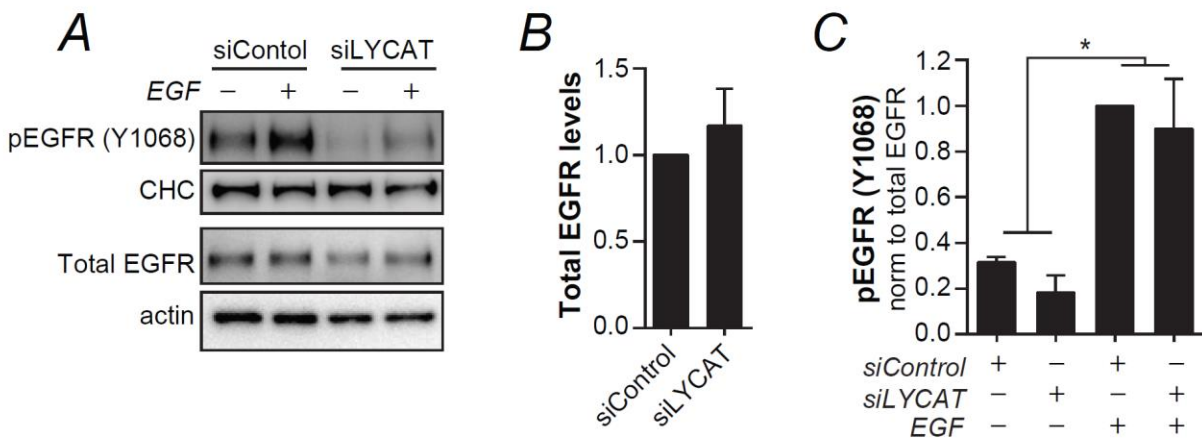 A
siContol siLYCAT
EGF – + – +
pEGFR (Y1068)
CHC
Total EGFR
actin
B
Total EGFR levels
1.5
1.0
0.5
0.0
siControl
siLYCAT
C
pEGFR (Y1068)
norm to total EGFR
*
1.2
1.0
0.8
0.6
0.4
0.2
0.0
siControl + – + –
siLYCAT – + – +
EGF – – + +